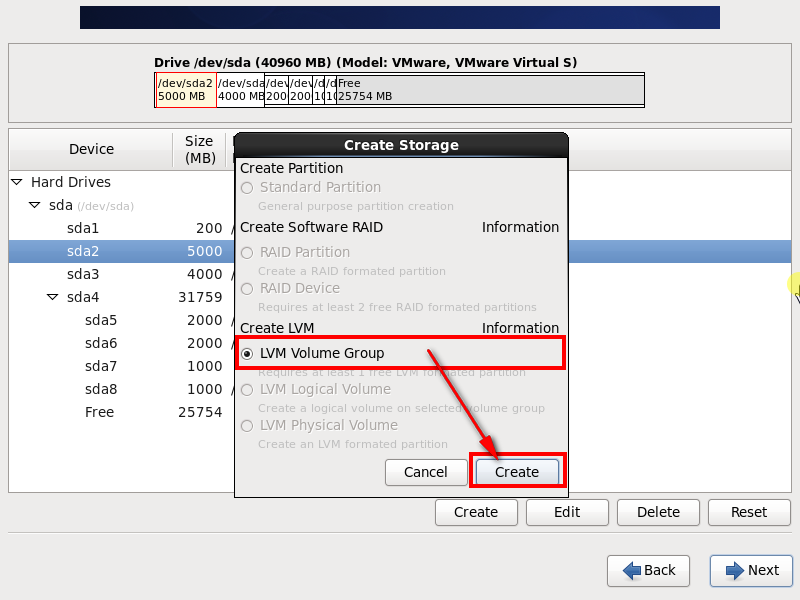 Drive /dev/sda (40960 MB) (Model: VMware, VMware Virtual S)
/dev/sda2 /dev/sda /dev /dev /d /d Free
5000 MB 4000 MB 200 200 10 10 25754 MB
Device Size
(MB)
Hard Drives
sda (/dev/sda)
sda1 200 /
sda2 5000
sda3 4000 /
sda4 31759
sda5 2000 /
sda6 2000 /
sda7 1000
sda8 1000 /
Free 25754
Create Storage
Create Partition
Standard Partition
General purpose partition creation
Create Software RAID Information
RAID Partition
Create a RAID formated partition
RAID Device
Requires at least 2 free RAID formated partitions
Create LVM Information
LVM Volume Group
Requires at least 1 free LVM formated partition
LVM Logical Volume
Create a logical volume on selected volume group
LVM Physical Volume
Create an LVM formated partition
Cancel Create
Create Edit Delete Reset
Back Next